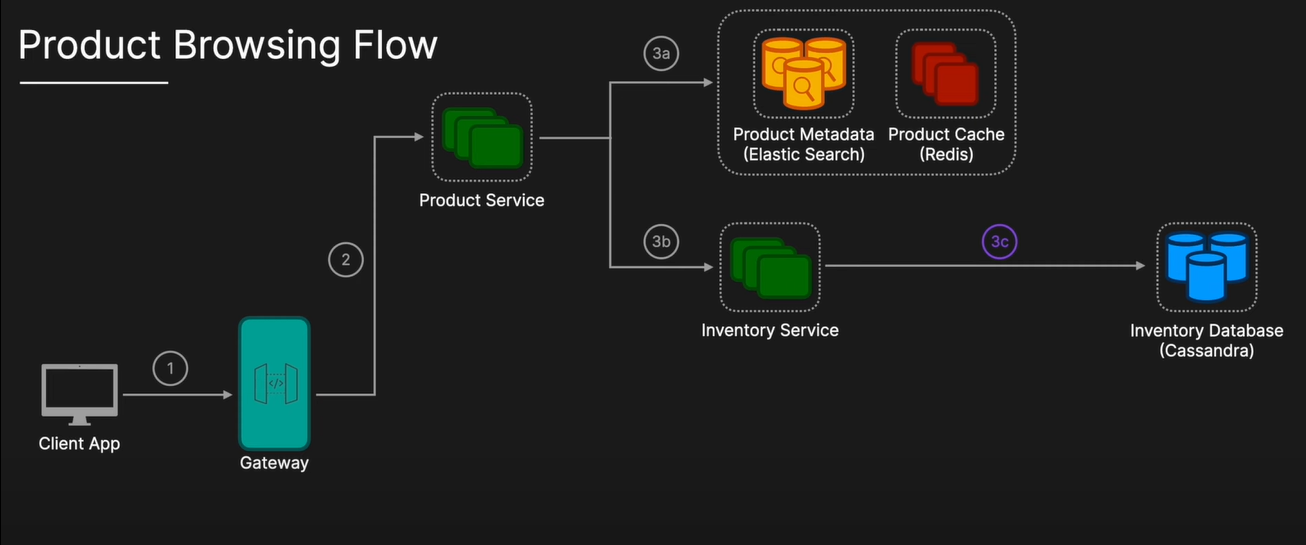 Product Browsing Flow
3a
Product Metadata
(Elastic Search)
Product Cache
(Redis)
Product Service
2
3b
3c
Inventory Service
Inventory Database
(Cassandra)
1
</>
Client App
Gateway